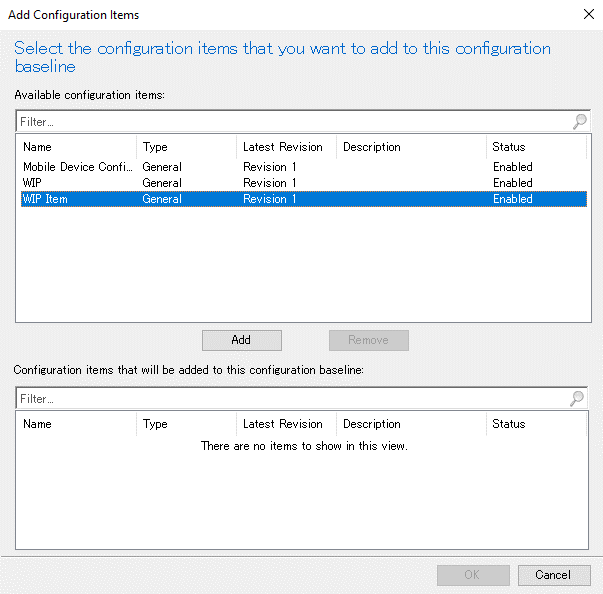 Add Configuration Items
Select the configuration items that you want to add to this configuration
baseline
Available configuration items:
Filter...
Name Type Latest Revision Description Status
Mobile Device Confi... General Revision 1 Enabled
WIP General Revision 1 Enabled
WIP Item General Revision 1 Enabled
Add Remove
Configuration items that will be added to this configuration baseline:
Filter...
Name Type Latest Revision Description Status
There are no items to show in this view.
OK Cancel